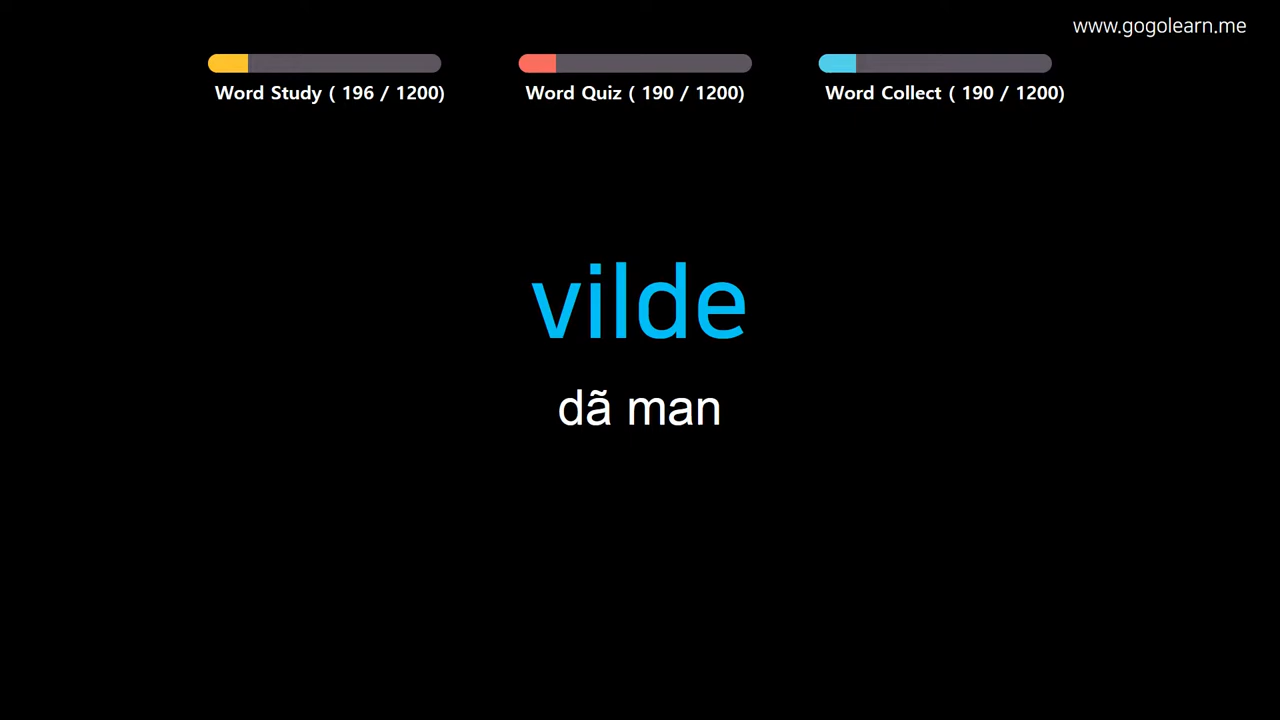 www.gogolearn.me
Word Study ( 196 / 1200)
Word Quiz ( 190 / 1200)
Word Collect ( 190 / 1200)
vilde
dã man